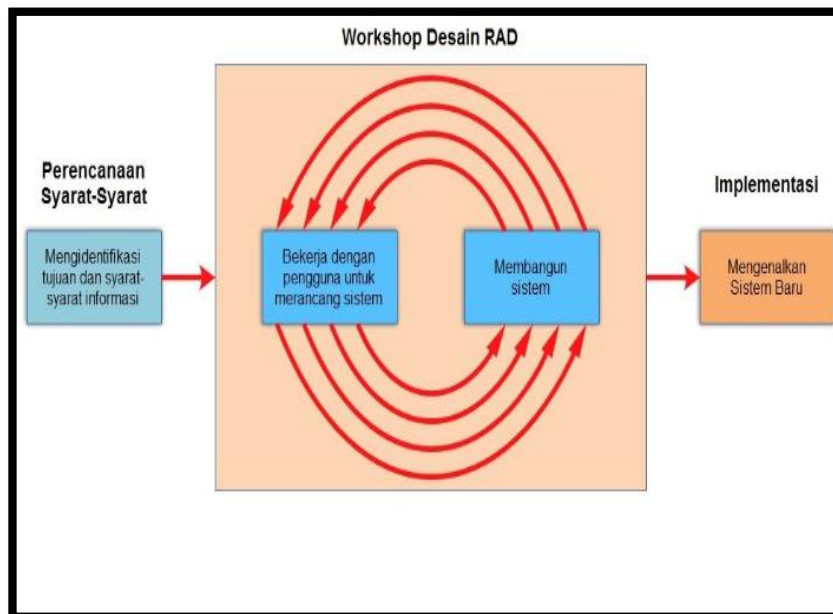 Workshop Desain RAD
Perencanaan
Syarat-Syarat
Mengidentifikasi
tujuan dan syarat-
syarat informasi
Bekerja dengan
pengguna untuk
merancang sistem
Membangun
sistem
Implementasi
Mengenalkan
Sistem Baru